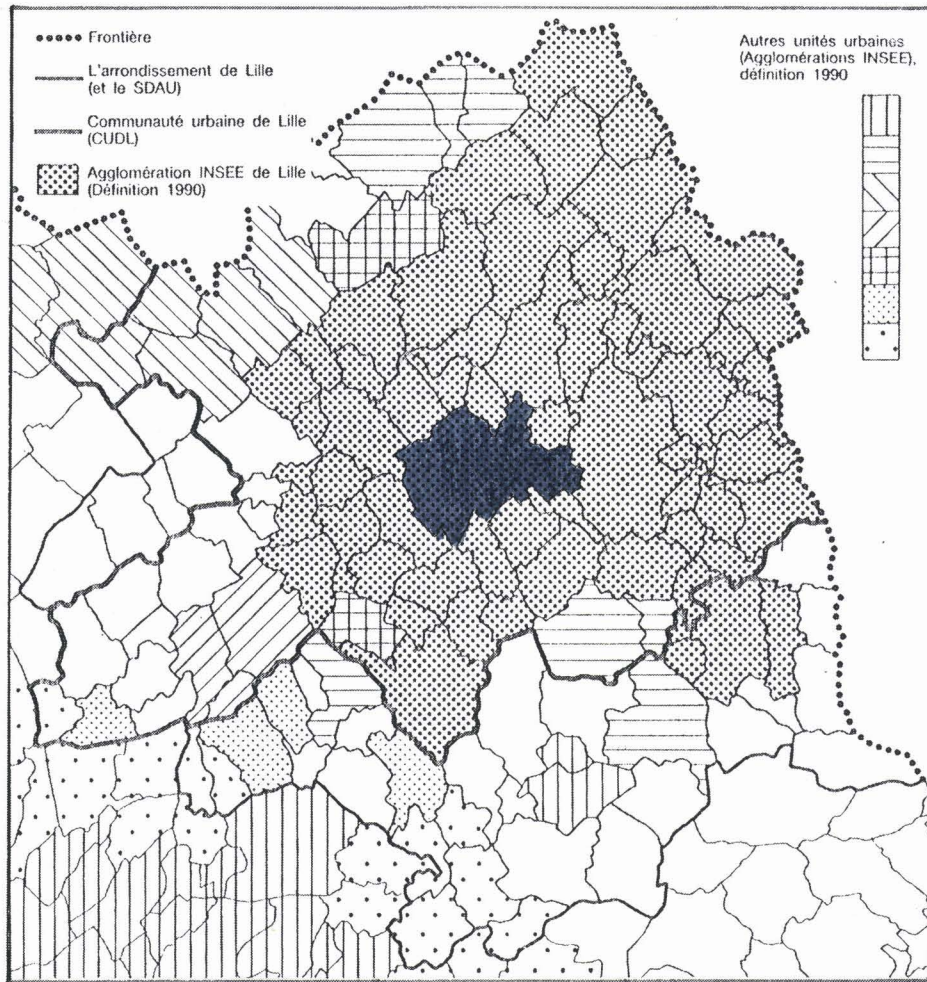 Frontière
L'arrondissement de Lille
(et le SDAU)
Communauté urbaine de Lille
(CUDL)
Agglomération INSEE de Lille
(Définition 1990)
Autres unités urbaines
(Agglomérations INSEE),
définition 1990